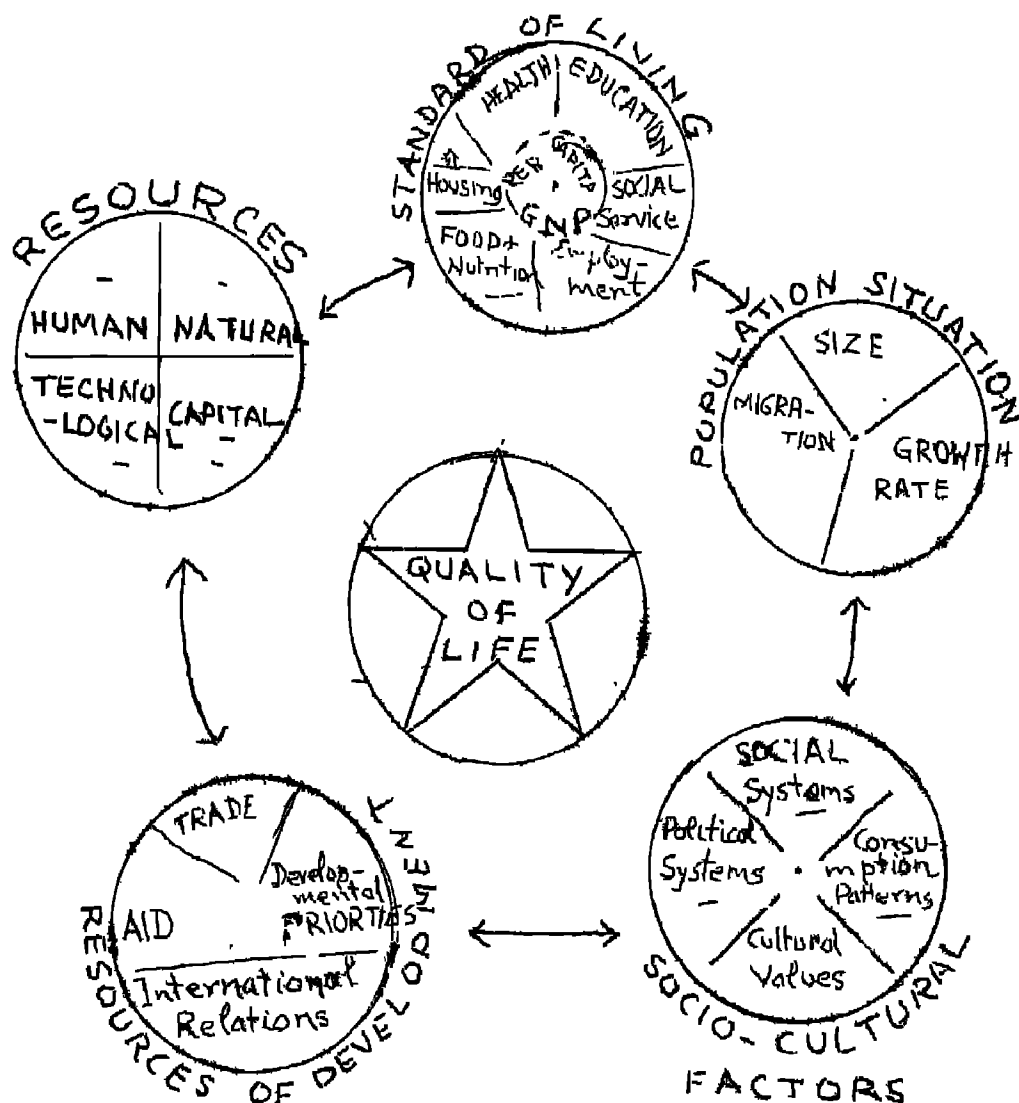 STANDARD OF LIVING
HEALTH
EDUCATION
Housing
PER CAPITA
GNP
SOCIAL
Service
FOOD+
Nutrition
Employ-
ment
RESOURCES
HUMAN
NATURAL
TECHNO
-LOGICAL
CAPITAL
POPULATION SITUATION
SIZE
MIGRA-
TION
GROWTH
RATE
QUALITY
OF
LIFE
TRADE
Develop-
mental
PRIORTIES
AID
International
Relations
RESOURCES OF DEVELOPMENT
SOCIAL
Systems
Political
Systems
Consu-
mption
Patterns
Cultural
Values
SOCIO-CULTURAL
FACTORS